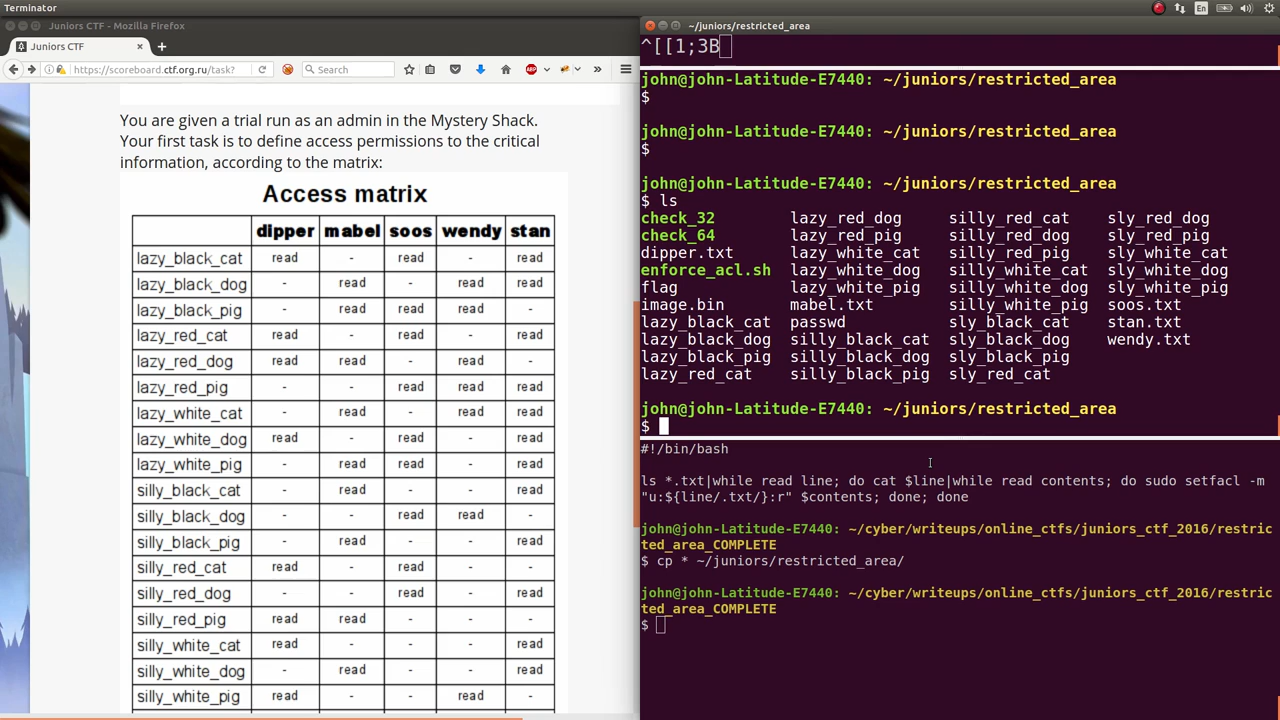 Terminator
En
Juniors CTF - Mozilla Firefox
Juniors CTF
https://scoreboard.ctf.org.ru/task?
Search
ABP
You are given a trial run as an admin in the Mystery Shack.
Your first task is to define access permissions to the critical
information, according to the matrix:
Access matrix
dipper mabel soos wendy stan
lazy_black_cat read - read - read
lazy_black_dog - read - read read
lazy_black_pig - read read read -
lazy_red_cat read - read - read
lazy_red_dog read read - read -
lazy_red_pig - - read read read
lazy_white_cat - read - read read
lazy_white_dog read - read - read
lazy_white_pig - read read - read
silly_black_cat - read - - read
silly_black_dog - - read read -
silly_black_pig - read - - read
silly_red_cat read - read - -
silly_red_dog - - read - -
silly_red_pig read read - - -
silly_white_cat read - - - read
silly_white_dog - read - - read
silly_white_pig read - - read -
~/juniors/restricted_area
^[[1;3B
john@john-Latitude-E7440: ~/juniors/restricted_area
$
john@john-Latitude-E7440: ~/juniors/restricted_area
$
john@john-Latitude-E7440: ~/juniors/restricted_area
$ ls
check_32 lazy_red_dog silly_red_cat sly_red_dog
check_64 lazy_red_pig silly_red_dog sly_red_pig
dipper.txt lazy_white_cat silly_red_pig sly_white_cat
enforce_acl.sh lazy_white_dog silly_white_cat sly_white_dog
flag lazy_white_pig silly_white_dog sly_white_pig
image.bin mabel.txt silly_white_pig soos.txt
lazy_black_cat passwd sly_black_cat stan.txt
lazy_black_dog silly_black_cat sly_black_dog wendy.txt
lazy_black_pig silly_black_dog sly_black_pig
lazy_red_cat silly_black_pig sly_red_cat
john@john-Latitude-E7440: ~/juniors/restricted_area
$
#!/bin/bash
ls *.txt|while read line; do cat $line|while read contents; do sudo setfacl -m
"u:${line/.txt/}:r" $contents; done; done
john@john-Latitude-E7440: ~/cyber/writeups/online_ctfs/juniors_ctf_2016/restric
ted_area_COMPLETE
$ cp * ~/juniors/restricted_area/
john@john-Latitude-E7440: ~/cyber/writeups/online_ctfs/juniors_ctf_2016/restric
ted_area_COMPLETE
$